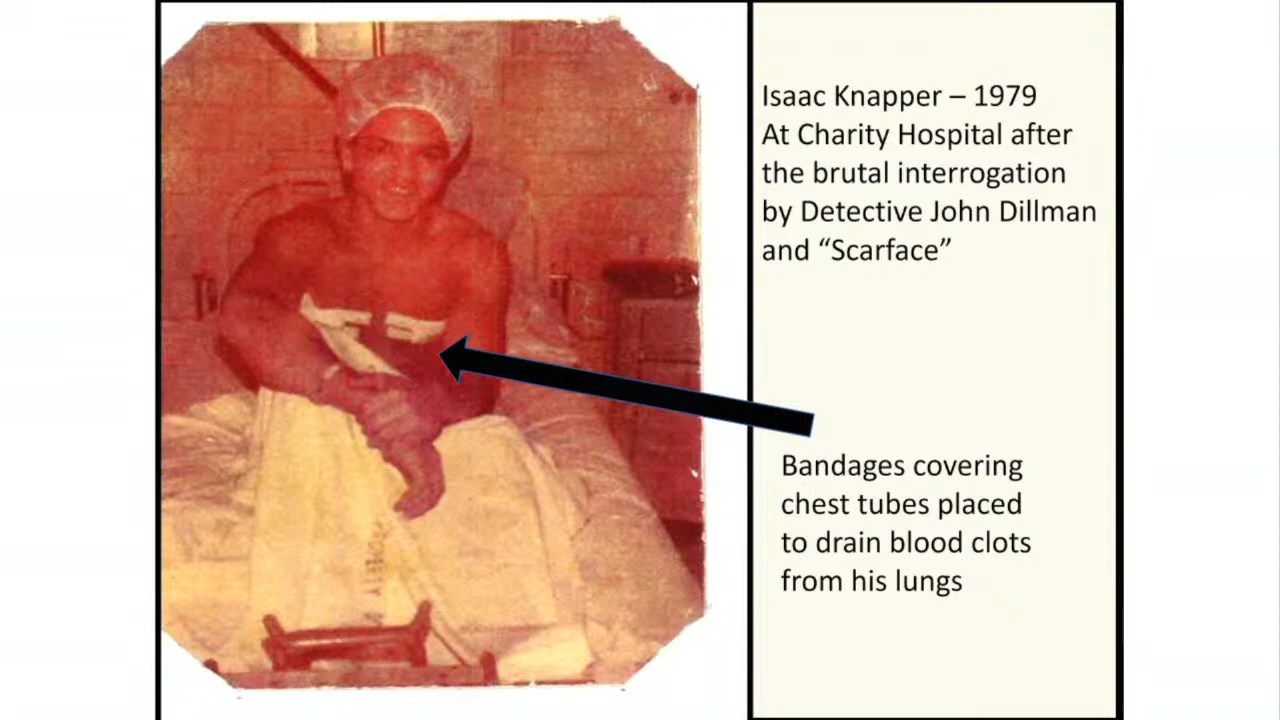 Isaac Knapper – 1979
At Charity Hospital after
the brutal interrogation
by Detective John Dillman
and “Scarface”
Bandages covering
chest tubes placed
to drain blood clots
from his lungs